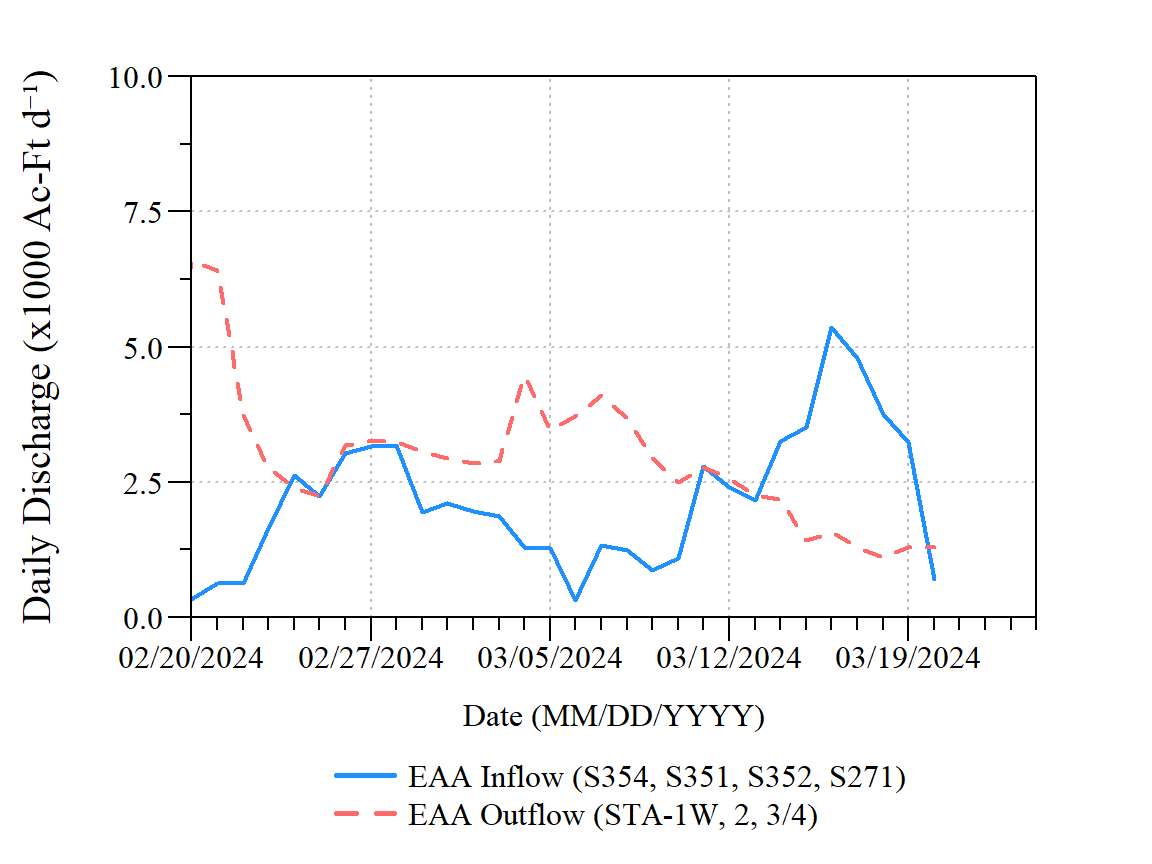 Daily Discharge (x1000 Ac-Ft d⁻¹)
10.0
7.5
5.0
2.5
0.0
02/20/2024 02/27/2024 03/05/2024 03/12/2024 03/19/2024
Date (MM/DD/YYYY)
EAA Inflow (S354, S351, S352, S271)
EAA Outflow (STA-1W, 2, 3/4)